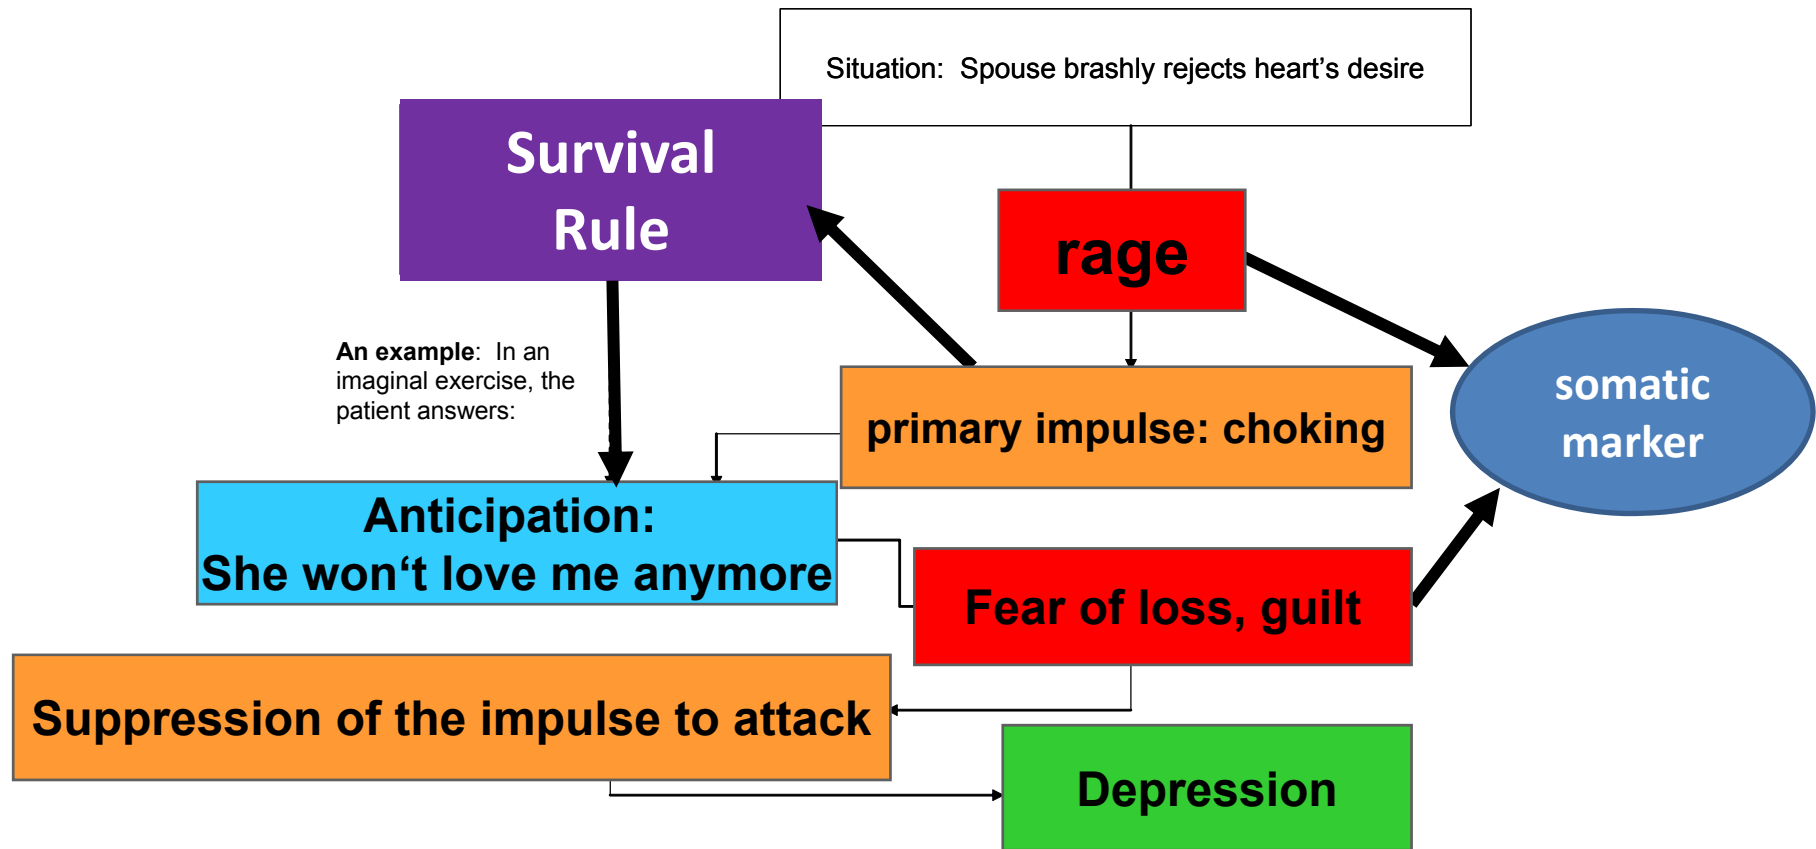 Situation:  Spouse brashly rejects heart’s desire
Survival
Rule
rage
An example:  In an
imaginal exercise, the
patient answers:
somatic
marker
primary impulse: choking
Anticipation:
She won‘t love me anymore
Fear of loss, guilt
Suppression of the impulse to attack
Depression